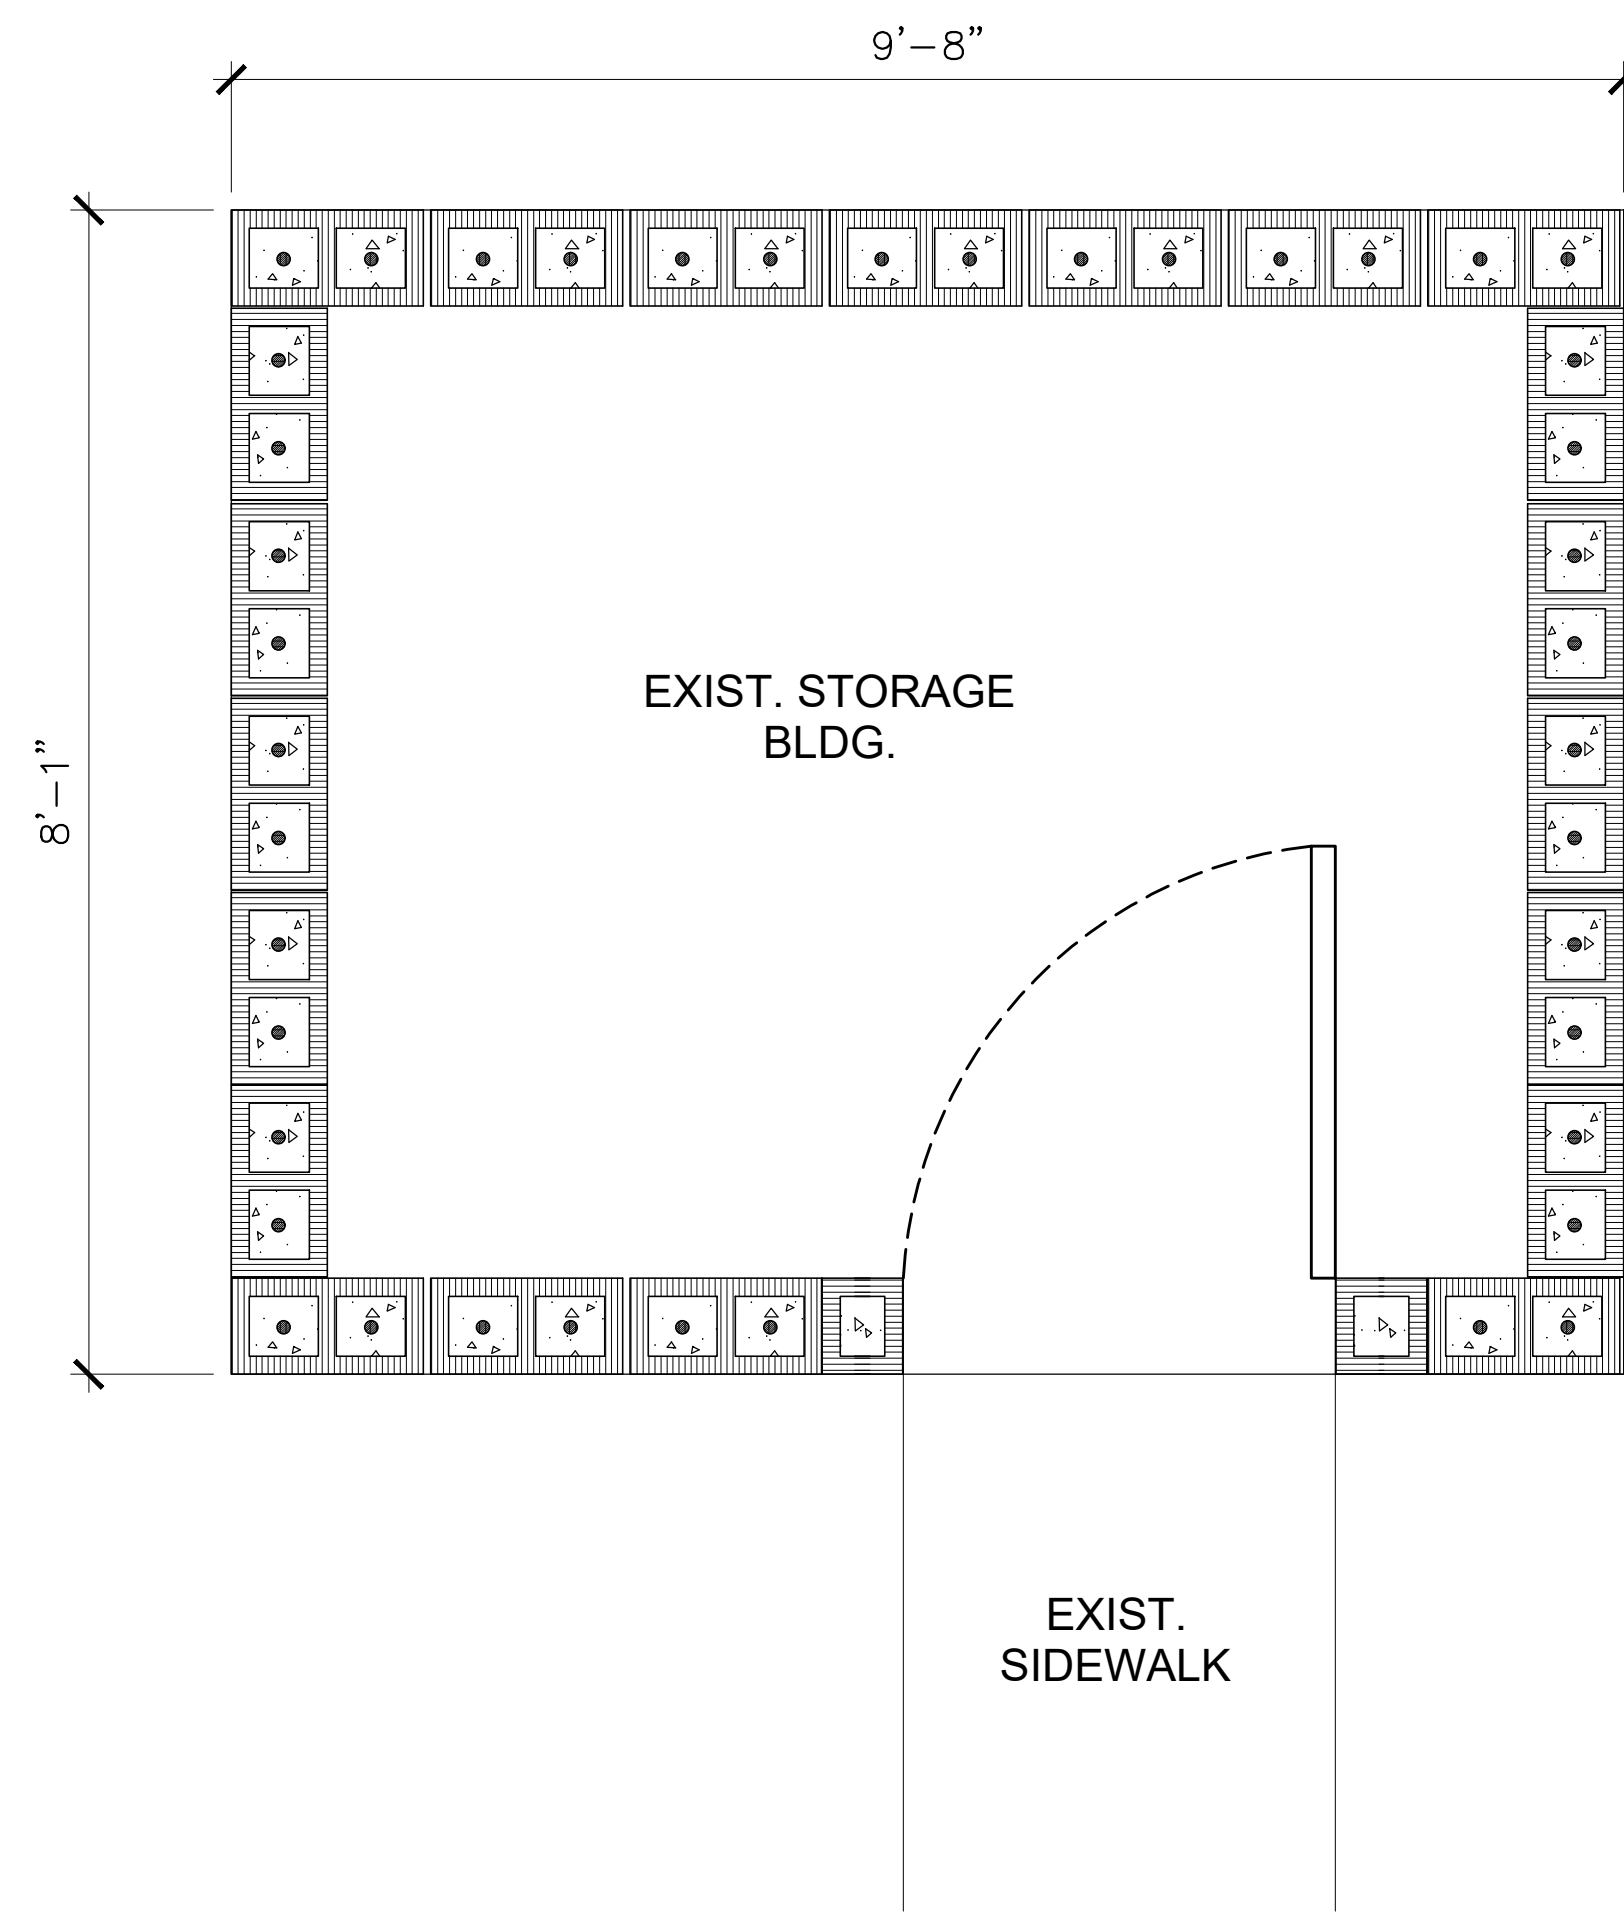 9'-8"
8'-1"
EXIST. STORAGE
BLDG.
EXIST.
SIDEWALK